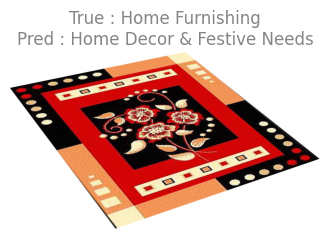 True : Home Furnishing
Pred : Home Decor & Festive Needs